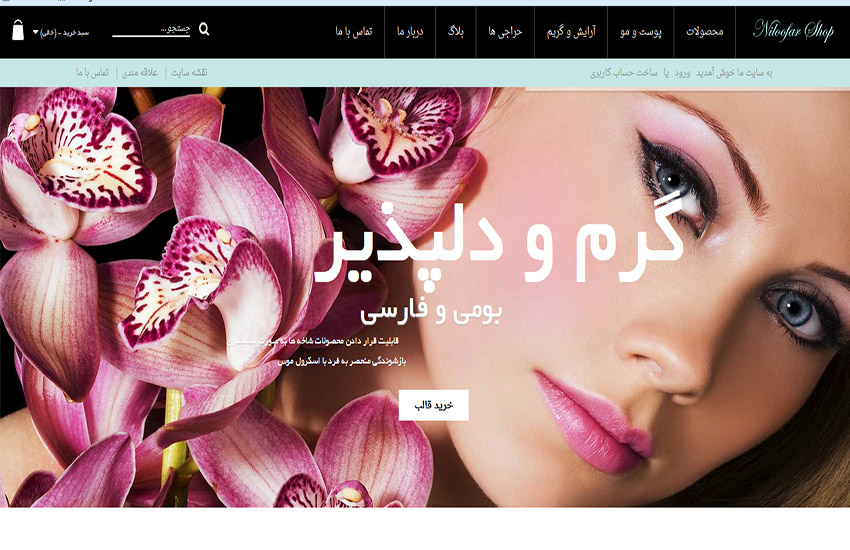 Niloofar Shop
محصولات
پوست و مو
آرایش و گریم
حراجی ها
بلاگ
دربار ما
تماس با ما
جستجو...
سبد خرید - (خالی)
به سایت ما خوش آمدید ورود یا ساخت حساب کاربری
نقشه سایت
علاقه مندی
تماس با ما
گرم و دلپذیر
بومی و فارسی
قابلیت قرار دادن محصولات شاخه ها به صورت
بازشوندگی منحصر به فرد با اسکرول موس
خرید قالب